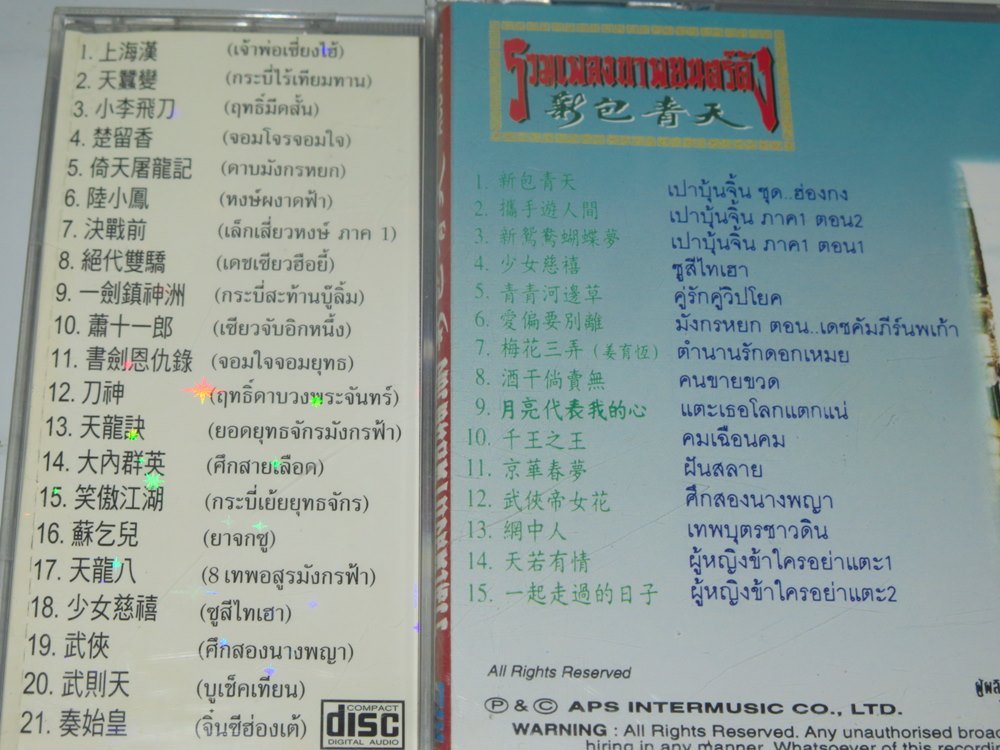 1. 上海漢 (เจ้าพ่อเซี่ยงไฮ้)
2. 天蠶變 (กระบี่ไร้เทียมทาน)
3. 小李飛刀 (ฤทธิ์มีดสั้น)
4. 楚留香 (จอมโจรจอมใจ)
5. 倚天屠龍記 (ดาบมังกรหยก)
6. 陸小鳳 (หงษ์ผงาดฟ้า)
7. 決戰前 (เล็กเสี่ยวหงษ์ ภาค 1)
8. 絕代雙驕 (เดชเซียวฮือยี้)
9. 一劍鎮神洲 (กระบี่สะท้านบู๊ลิ้ม)
10. 蕭十一郎 (เซียวจับอิกหนึ้ง)
11. 書劍恩仇錄 (จอมใจจอมยุทธ)
12. 刀神 (ฤทธิ์ดาบวงพระจันทร์)
13. 天龍訣 (ยอดยุทธจักรมังกรฟ้า)
14. 大內群英 (ศึกสายเลือด)
15. 笑傲江湖 (กระบี่เย้ยยุทธจักร)
16. 蘇乞兒 (ยาจกซู)
17. 天龍八 (8 เทพอสูรมังกรฟ้า)
18. 少女慈禧 (ซูสีไทเฮา)
19. 武俠 (ศึกสองนางพญา)
20. 武則天 (บูเช็คเทียน)
21. 奏始皇 (จิ๋นซีฮ่องเต้)
COMPACT
disc
DIGITAL AUDIO
รวมเพลงภาพยนตร์ดัง
新包青天
1. 新包青天 เปาบุ้นจิ้น ชุด..ฮ่องกง
2. 攜手遊人間 เปาบุ้นจิ้น ภาค1 ตอน2
3. 新鴛鴦蝴蝶夢 เปาบุ้นจิ้น ภาค1 ตอน1
4. 少女慈禧 ซูสีไทเฮา
5. 青青河邊草 คู่รักคู่วิปโยค
6. 愛偏要別離 มังกรหยก ตอน..เดชคัมภีร์นพเก้า
7. 梅花三弄 (姜育恆) ตำนานรักดอกเหมย
8. 酒干倘賣無 คนขายขวด
9. 月亮代表我的心 แตะเธอโลกแตกแน่
10. 千王之王 คมเฉือนคม
11. 京華春夢 ฝันสลาย
12. 武俠帝女花 ศึกสองนางพญา
13. 網中人 เทพบุตรชาวดิน
14. 天若有情 ผู้หญิงข้าใครอย่าแตะ1
15. 一起走過的日子 ผู้หญิงข้าใครอย่าแตะ2
All Rights Reserved
Ⓟ & © APS INTERMUSIC CO., LTD.
WARNING : All Rights Reserved. Any unauthorised broad
hiring in any manner. Whatsoever of this recording